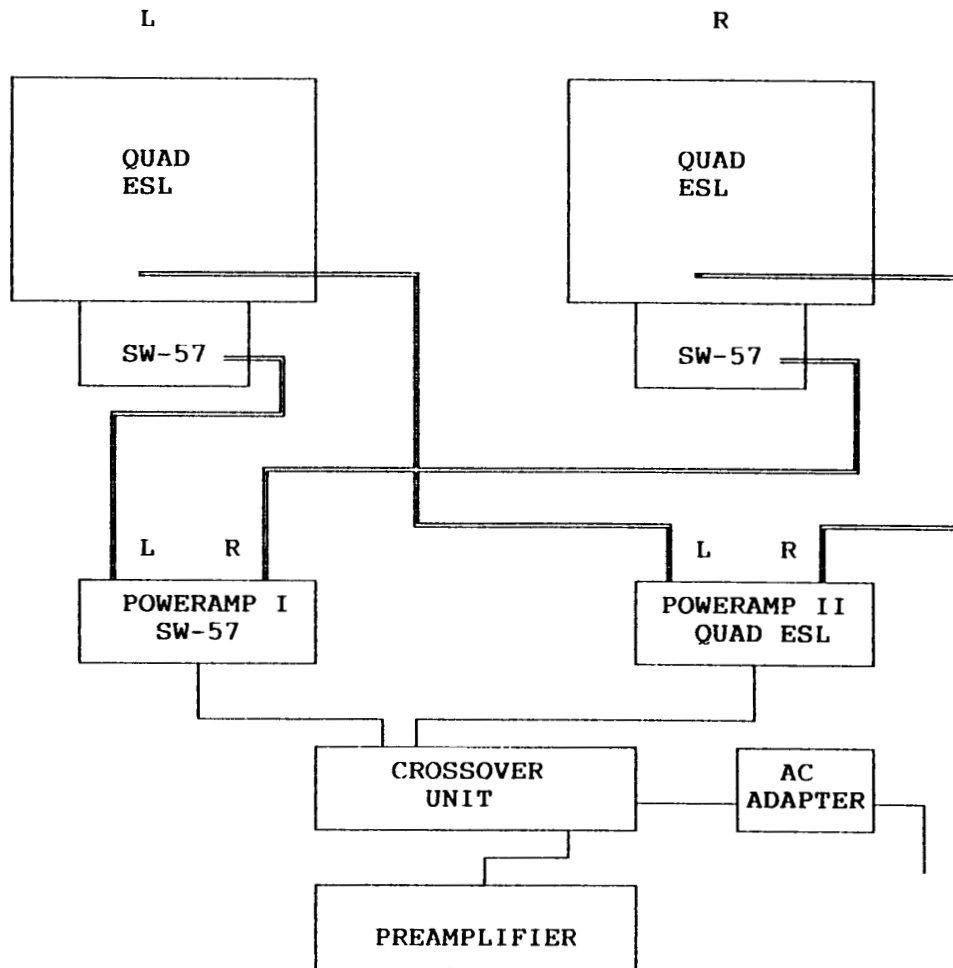 L R
QUAD
ESL
QUAD
ESL
SW-57
SW-57
L R
L R
POWERAMP I
SW-57
POWERAMP II
QUAD ESL
CROSSOVER
UNIT
AC
ADAPTER
PREAMPLIFIER